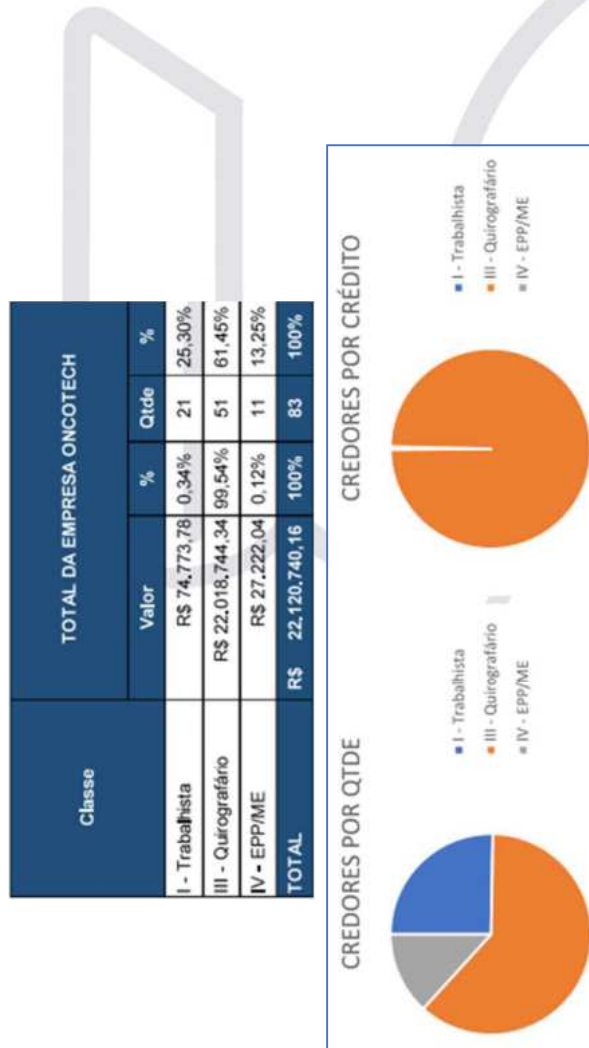 Classe TOTAL DA EMPRESA ONCOTECH
Valor % Qtde %
I - Trabalhista R$ 74.773,78 0,34% 21 25,30%
III - Quirografário R$ 22.018.744,34 99,54% 51 61,45%
IV - EPP/ME R$ 27.222,04 0,12% 11 13,25%
TOTAL R$ 22.120.740,16 100% 83 100%
CREDORES POR QTDE
I - Trabalhista
III - Quirografário
IV - EPP/ME
CREDORES POR CRÉDITO
I - Trabalhista
III - Quirografário
IV - EPP/ME